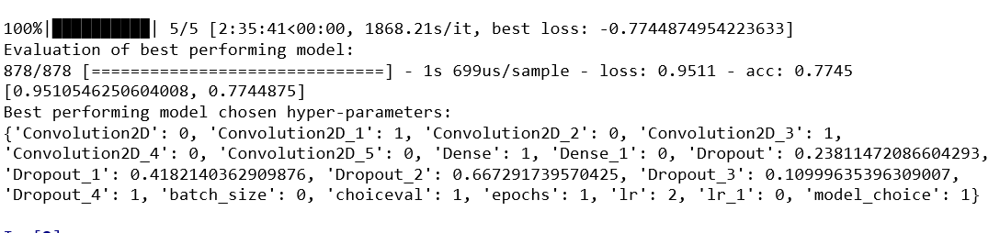 100%|██████████| 5/5 [2:35:41<00:00, 1868.21s/it, best loss: -0.7744874954223633]
Evaluation of best performing model:
878/878 [==============================] - 1s 699us/sample - loss: 0.9511 - acc: 0.7745
[0.9510546250604008, 0.7744875]
Best performing model chosen hyper-parameters:
{'Convolution2D': 0, 'Convolution2D_1': 1, 'Convolution2D_2': 0, 'Convolution2D_3': 1,
'Convolution2D_4': 0, 'Convolution2D_5': 0, 'Dense': 1, 'Dense_1': 0, 'Dropout': 0.23811472086604293,
'Dropout_1': 0.4182140362909876, 'Dropout_2': 0.667291739570425, 'Dropout_3': 0.10999635396309007,
'Dropout_4': 1, 'batch_size': 0, 'choiceval': 1, 'epochs': 1, 'lr': 2, 'lr_1': 0, 'model_choice': 1}